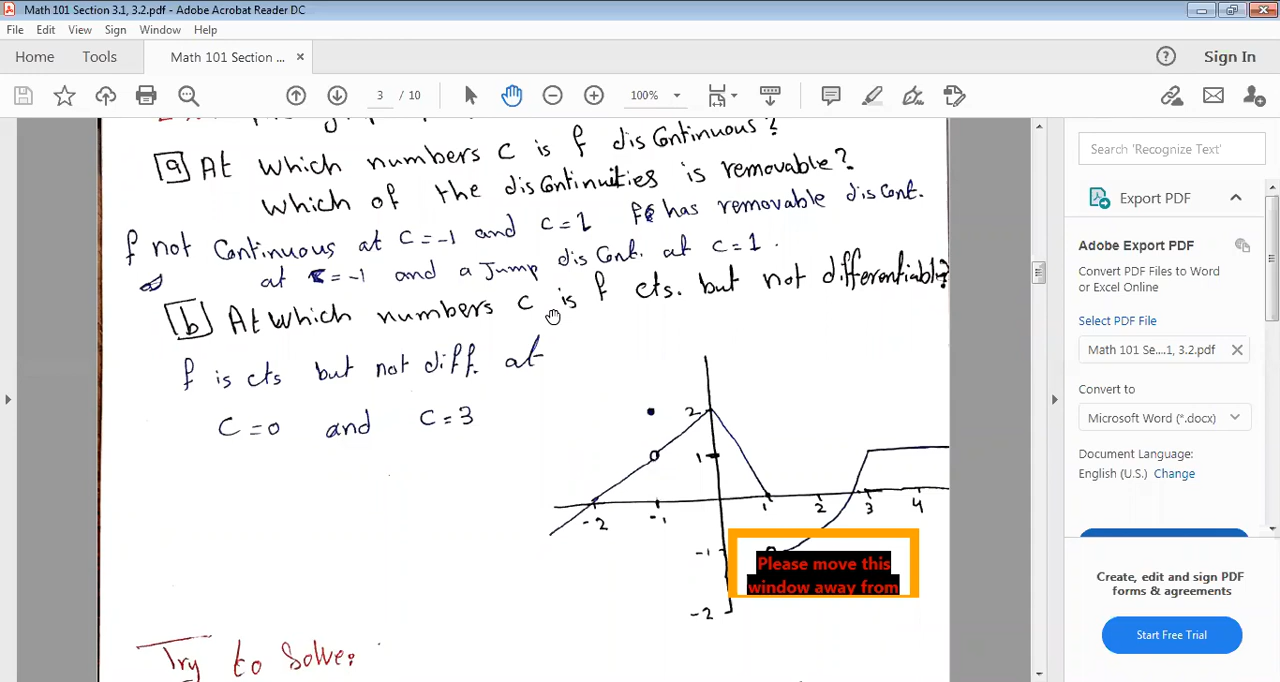 Math 101 Section 3.1, 3.2.pdf - Adobe Acrobat Reader DC
File Edit View Sign Window Help
Home Tools Math 101 Section ... × Sign In
3 / 10 100%
a At which numbers c is f discontinuous?
Which of the discontinuities is removable?
f not continuous at c=-1 and c=1 f has removable discont.
at c=-1 and a Jump discont. at c=1.
b At which numbers c is f cts. but not differentiable?
f is cts but not diff. at
c=0 and c=3
2
1
-2 -1 1 2 3 4
-1
-2
Please move this
window away from
Try to Solve:
Search 'Recognize Text'
Export PDF
Adobe Export PDF
Convert PDF Files to Word
or Excel Online
Select PDF File
Math 101 Se....1, 3.2.pdf ×
Convert to
Microsoft Word (*.docx)
Document Language:
English (U.S.) Change
Create, edit and sign PDF
forms & agreements
Start Free Trial